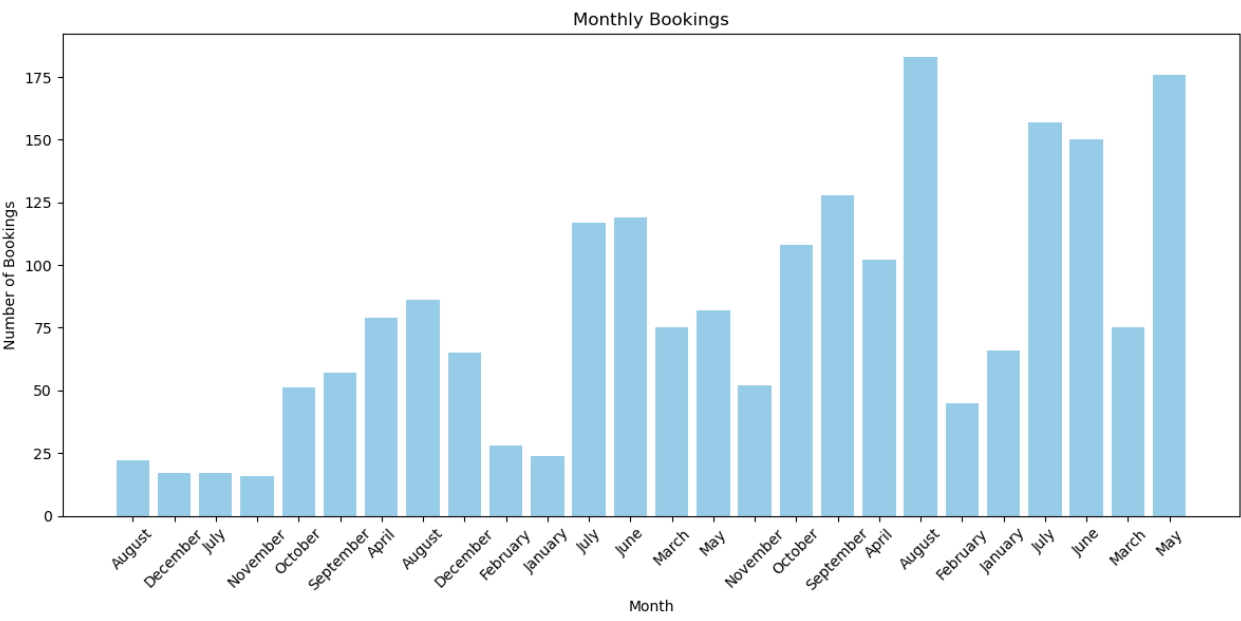 Monthly Bookings
Number of Bookings
175
150
125
100
75
50
25
0
August
December
July
November
October
September
April
August
December
February
January
July
June
March
May
November
October
September
April
August
February
January
July
June
March
May
Month